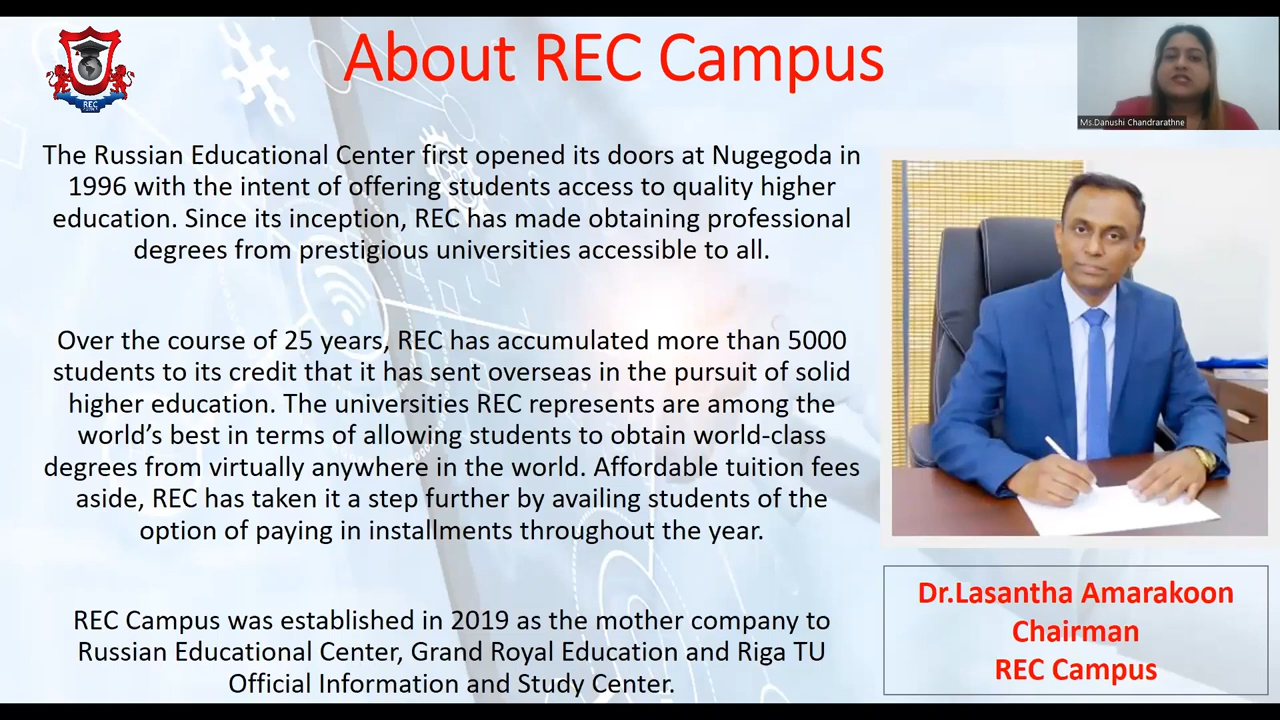 About REC Campus
REC
Ms.Danushi Chandrarathne
The Russian Educational Center first opened its doors at Nugegoda in
1996 with the intent of offering students access to quality higher
education. Since its inception, REC has made obtaining professional
degrees from prestigious universities accessible to all.
Over the course of 25 years, REC has accumulated more than 5000
students to its credit that it has sent overseas in the pursuit of solid
higher education. The universities REC represents are among the
world’s best in terms of allowing students to obtain world-class
degrees from virtually anywhere in the world. Affordable tuition fees
aside, REC has taken it a step further by availing students of the
option of paying in installments throughout the year.
REC Campus was established in 2019 as the mother company to
Russian Educational Center, Grand Royal Education and Riga TU
Official Information and Study Center.
Dr.Lasantha Amarakoon
Chairman
REC Campus